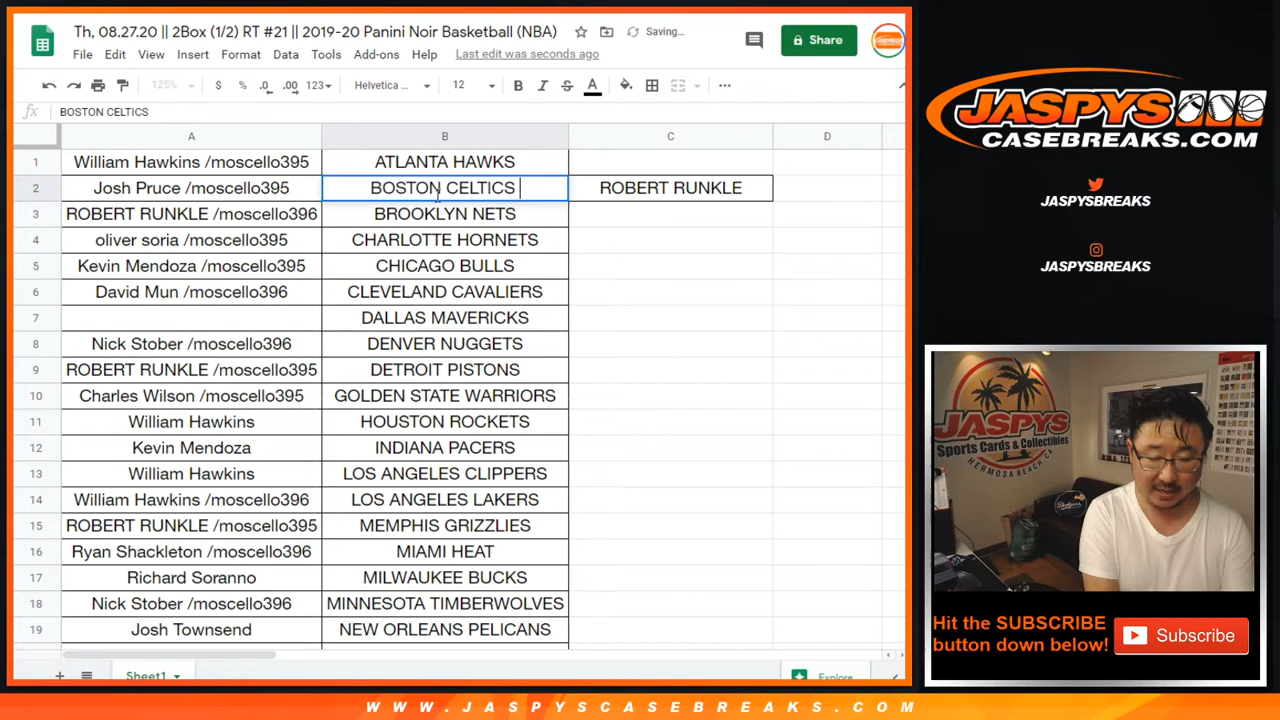 Th, 08.27.20 || 2Box (1/2) RT #21 || 2019-20 Panini Noir Basketball (NBA) Saving...
File Edit View Insert Format Data Tools Add-ons Help Last edit was seconds ago
Share
125% $ % .0 .00 123 Helvetica ... 12 B I S A ...
fx BOSTON CELTICS
A B C D
1 William Hawkins /moscello395 ATLANTA HAWKS
2 Josh Pruce /moscello395 BOSTON CELTICS ROBERT RUNKLE
3 ROBERT RUNKLE /moscello396 BROOKLYN NETS
4 oliver soria /moscello395 CHARLOTTE HORNETS
5 Kevin Mendoza /moscello395 CHICAGO BULLS
6 David Mun /moscello396 CLEVELAND CAVALIERS
7 DALLAS MAVERICKS
8 Nick Stober /moscello396 DENVER NUGGETS
9 ROBERT RUNKLE /moscello395 DETROIT PISTONS
10 Charles Wilson /moscello395 GOLDEN STATE WARRIORS
11 William Hawkins HOUSTON ROCKETS
12 Kevin Mendoza INDIANA PACERS
13 William Hawkins LOS ANGELES CLIPPERS
14 William Hawkins /moscello396 LOS ANGELES LAKERS
15 ROBERT RUNKLE /moscello395 MEMPHIS GRIZZLIES
16 Ryan Shackleton /moscello396 MIAMI HEAT
17 Richard Soranno MILWAUKEE BUCKS
18 Nick Stober /moscello396 MINNESOTA TIMBERWOLVES
19 Josh Townsend NEW ORLEANS PELICANS
Sheet1 Explore
JASPYS
CASEBREAKS.COM
JASPYSBREAKS
JASPYSBREAKS
JASPYS
Sports Cards & Collectibles
HERMOSA BEACH, CA
Dodgers
Hit the SUBSCRIBE
button down below!
Subscribe
WWW.JASPYSCASEBREAKS.COM